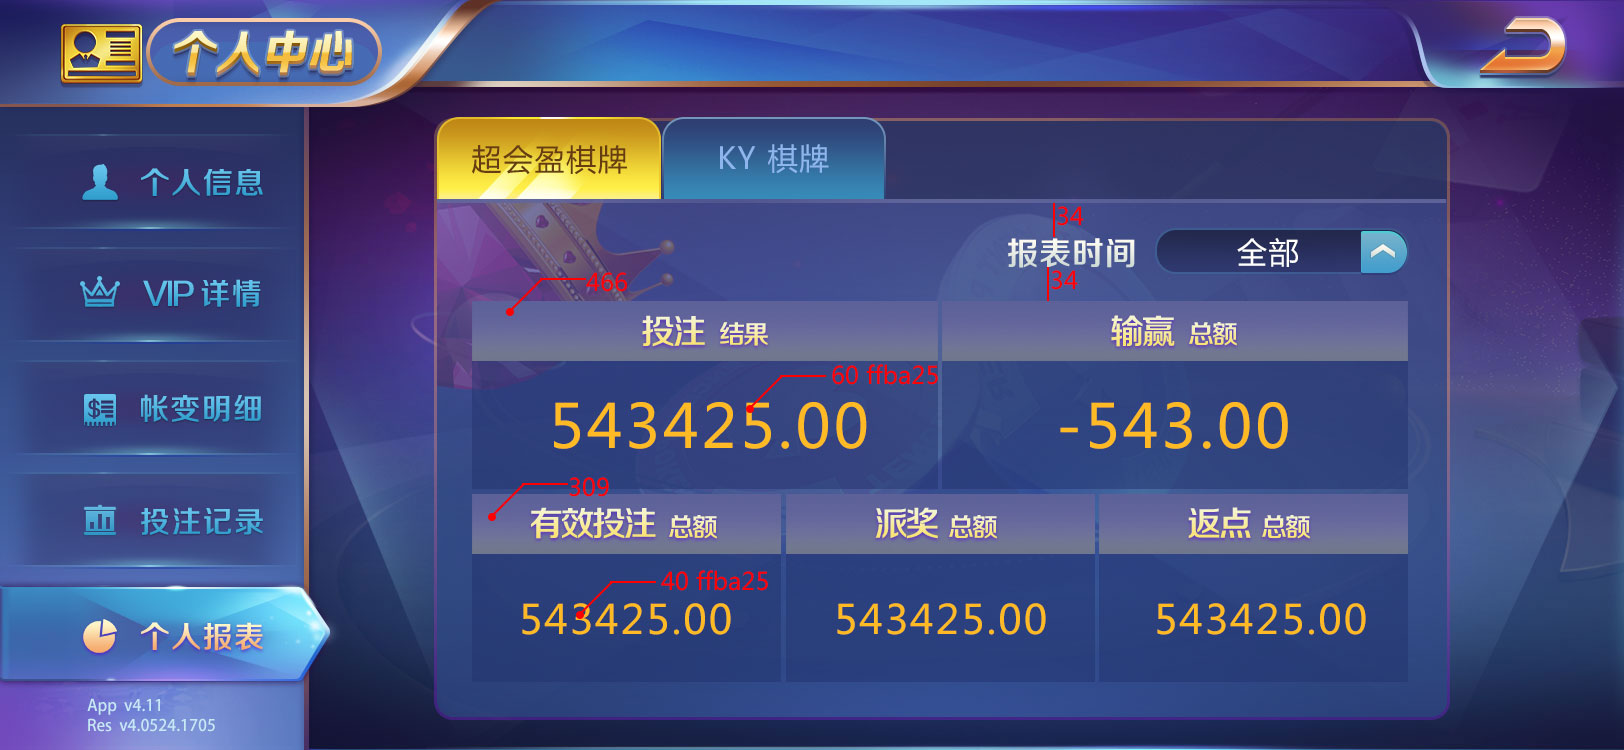 个人中心
个人信息
VIP 详情
帐变明细
投注记录
个人报表
App v4.11
Res v4.0524.1705
超会盈棋牌
KY 棋牌
34
报表时间
全部
34
466
投注 结果
输赢 总额
60 ffba25
543425.00
-543.00
309
有效投注 总额
派奖 总额
返点 总额
40 ffba25
543425.00
543425.00
543425.00